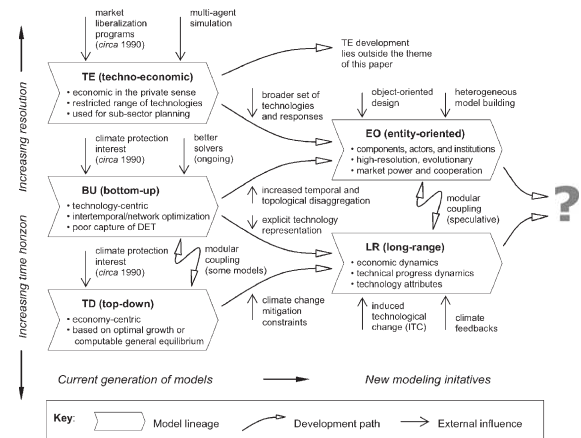 market
liberalization
programs
(circa 1990)
multi-agent
simulation
TE development
lies outside the theme
of this paper
TE (techno-economic)
• economic in the private sense
• restricted range of technologies
• used for sub-sector planning
broader set of
technologies
and responses
object-oriented
design
heterogeneous
model building
Increasing resolution
EO (entity-oriented)
• components, actors, and institutions
• high-resolution, evolutionary
• market power and cooperation
climate protection
interest
(circa 1990)
better
solvers
(ongoing)
BU (bottom-up)
• technology-centric
• intertemporal/network optimization
• poor capture of DET
increased temporal and
topological disaggregation
explicit technology
representation
modular
coupling
(speculative)
?
Increasing time horizon
LR (long-range)
• economic dynamics
• technical progress dynamics
• technology attributes
climate protection
interest
(circa 1990)
modular
coupling
(some models)
TD (top-down)
• economy-centric
• based on optimal growth or
computable general equilibrium
climate change
mitigation
constraints
induced
technological
change (ITC)
climate
feedbacks
Current generation of models
New modeling initatives
Key:
Model lineage
Development path
External influence